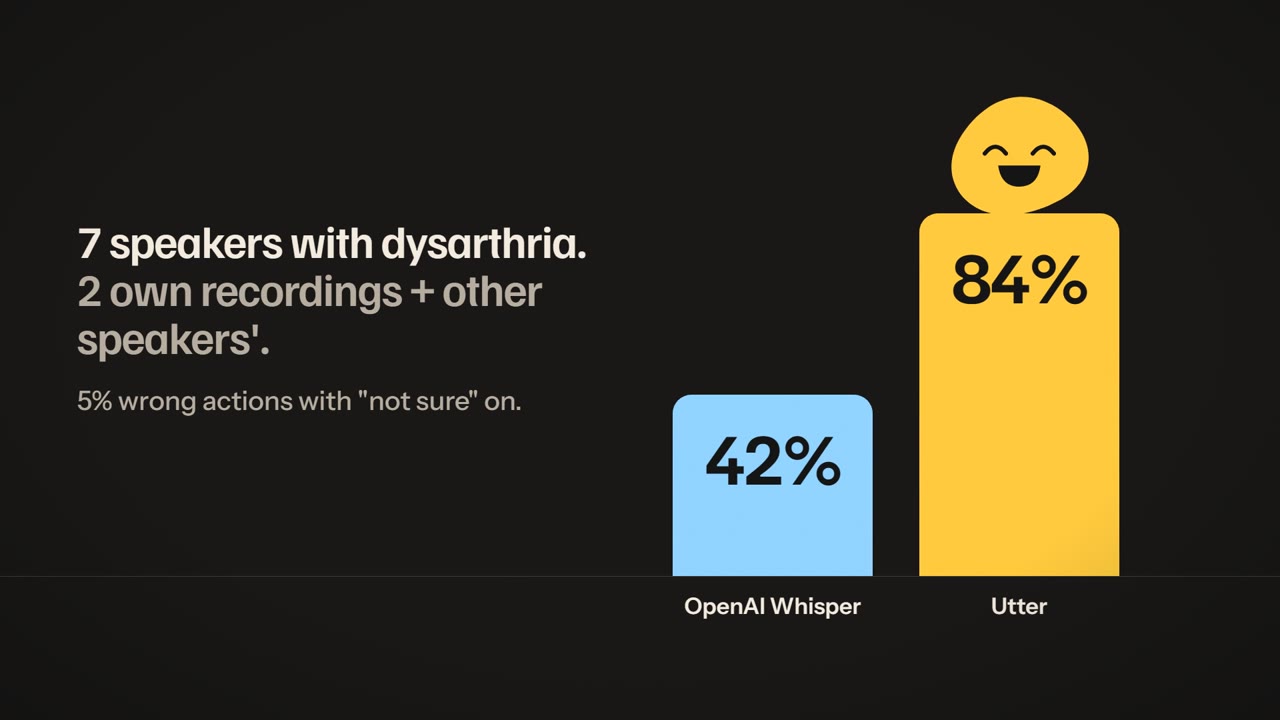 7 speakers with dysarthria.
2 own recordings + other
speakers'.
5% wrong actions with "not sure" on.
84%
42%
OpenAI Whisper
Utter